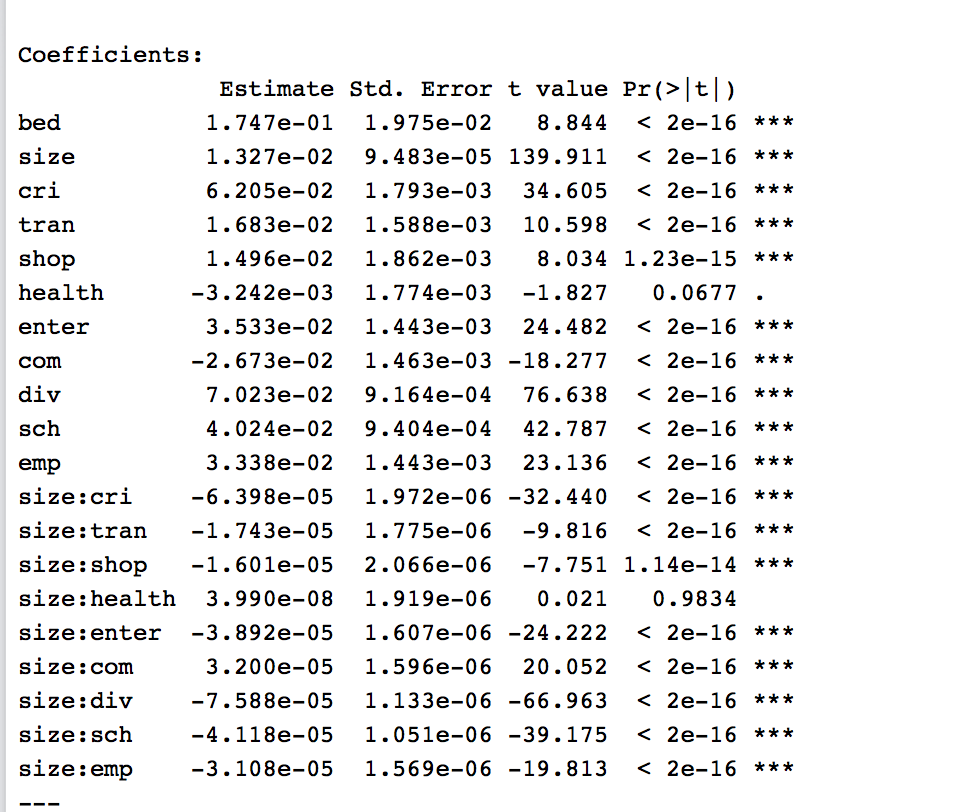 Coefficients:
Estimate Std. Error t value Pr(>|t|)
bed 1.747e-01 1.975e-02 8.844 < 2e-16 ***
size 1.327e-02 9.483e-05 139.911 < 2e-16 ***
cri 6.205e-02 1.793e-03 34.605 < 2e-16 ***
tran 1.683e-02 1.588e-03 10.598 < 2e-16 ***
shop 1.496e-02 1.862e-03 8.034 1.23e-15 ***
health -3.242e-03 1.774e-03 -1.827 0.0677 .
enter 3.533e-02 1.443e-03 24.482 < 2e-16 ***
com -2.673e-02 1.463e-03 -18.277 < 2e-16 ***
div 7.023e-02 9.164e-04 76.638 < 2e-16 ***
sch 4.024e-02 9.404e-04 42.787 < 2e-16 ***
emp 3.338e-02 1.443e-03 23.136 < 2e-16 ***
size:cri -6.398e-05 1.972e-06 -32.440 < 2e-16 ***
size:tran -1.743e-05 1.775e-06 -9.816 < 2e-16 ***
size:shop -1.601e-05 2.066e-06 -7.751 1.14e-14 ***
size:health 3.990e-08 1.919e-06 0.021 0.9834
size:enter -3.892e-05 1.607e-06 -24.222 < 2e-16 ***
size:com 3.200e-05 1.596e-06 20.052 < 2e-16 ***
size:div -7.588e-05 1.133e-06 -66.963 < 2e-16 ***
size:sch -4.118e-05 1.051e-06 -39.175 < 2e-16 ***
size:emp -3.108e-05 1.569e-06 -19.813 < 2e-16 ***
---